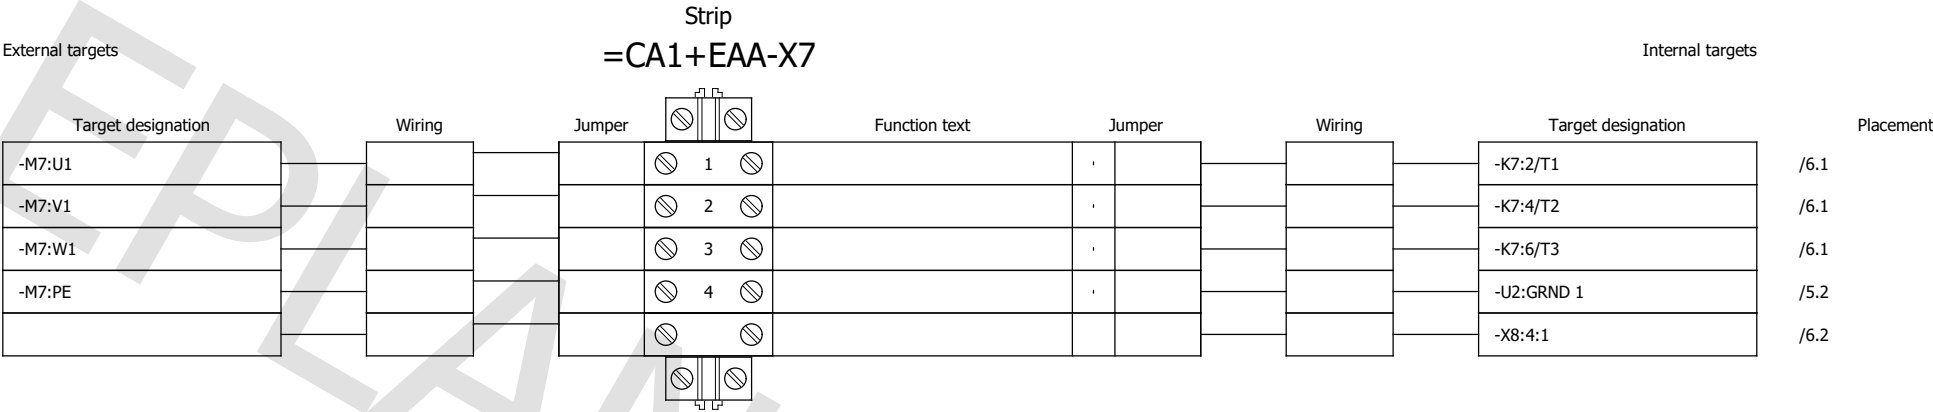 Strip
External targets =CA1+EAA-X7 Internal targets
Target designation Wiring Jumper Function text Jumper Wiring Target designation Placement
-M7:U1 1 -K7:2/T1 /6.1
-M7:V1 2 -K7:4/T2 /6.1
-M7:W1 3 -K7:6/T3 /6.1
-M7:PE 4 -U2:GRND 1 /5.2
-X8:4:1 /6.2
EPLAN